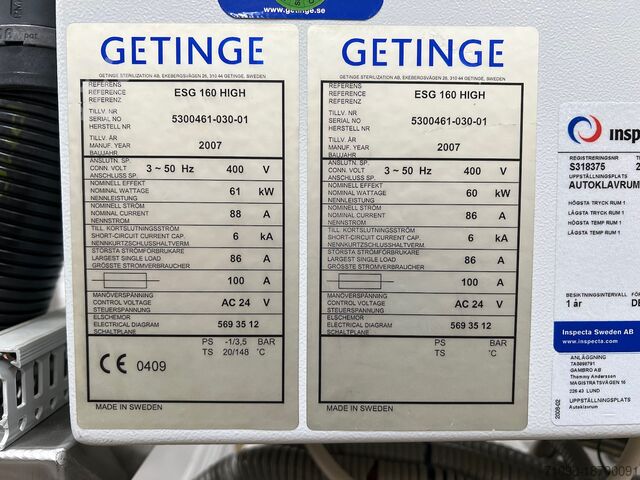 www.getinge.se
GETINGE
GETINGE STERILIZATION AB, EKEBERGSVÄGEN 26, 310 44 GETINGE, SWEDEN
REFERENS
REFERENCE
REFERENZ
ESG 160 HIGH
TILLV. NR
SERIAL NO
HERSTELL NR
5300461-030-01
TILLV. ÅR
MANUF. YEAR
BAUJAHR
2007
ANSLUTN. SP.
CONN. VOLT
ANSCHLUSS SP.
3 ~ 50 Hz 400 V
NOMINELL EFFEKT
NOMINAL WATTAGE
NENNLEISTUNG
61 kW
NOMINELL STRÖM
NOMINAL CURRENT
NENNSTROM
88 A
TILL. KORTSLUTNINGSSTRÖM
SHORT-CIRCUIT CURRENT CAP.
NENNKURTZSCHLUSSHALTVERM.
6 kA
STÖRSTA STRÖMFÖRBRUKARE
LARGEST SINGLE LOAD
GRÖSSTE STROMVERBRAUCHER
86 A
100 A
MANÖVERSPÄNNING
CONTROL VOLTAGE
STEUERSPANNUNG
AC 24 V
ELSCHEMOR
ELECTRICAL DIAGRAM
SCHALTPLANE
569 35 12
CE 0409
PS -1/3,5 BAR
TS 20/148 °C
MADE IN SWEDEN
GETINGE
GETINGE STERILIZATION AB, EKEBERGSVÄGEN 26, 310 44 GETINGE, SWEDEN
REFERENS
REFERENCE
REFERENZ
ESG 160 HIGH
TILLV. NR
SERIAL NO
HERSTELL NR
5300461-030-01
TILLV. ÅR
MANUF. YEAR
BAUJAHR
2007
ANSLUTN. SP.
CONN. VOLT
ANSCHLUSS SP.
3 ~ 50 Hz 400 V
NOMINELL EFFEKT
NOMINAL WATTAGE
NENNLEISTUNG
60 kW
NOMINELL STRÖM
NOMINAL CURRENT
NENNSTROM
86 A
TILL. KORTSLUTNINGSSTRÖM
SHORT-CIRCUIT CURRENT CAP.
NENNKURTZSCHLUSSHALTVERM.
6 kA
STÖRSTA STRÖMFÖRBRUKARE
LARGEST SINGLE LOAD
GRÖSSTE STROMVERBRAUCHER
86 A
100 A
MANÖVERSPÄNNING
CONTROL VOLTAGE
STEUERSPANNUNG
AC 24 V
ELSCHEMOR
ELECTRICAL DIAGRAM
SCHALTPLANE
569 35 12
PS BAR
TS °C
MADE IN SWEDEN
REGISTRERINGSNR
S318375
UPPSTÄLLNINGSPLATS
AUTOKLAVRUM
HÖGSTA TRYCK RUM 1
LÄGSTA TRYCK RUM 1
HÖGSTA TEMP RUM 1
LÄGSTA TEMP RUM 1
BESIKTNINGSINTERVALL
1 år
Inspecta Sweden AB
www.inspecta.com
ANLÄGGNING
TA0098791
GAMBRO AB
Thommy Anderssen
MAGISTRATSVÄGEN 16
226 43 LUND
UPPSTÄLLNINGSPLATS
Autoklavrum
2008-02